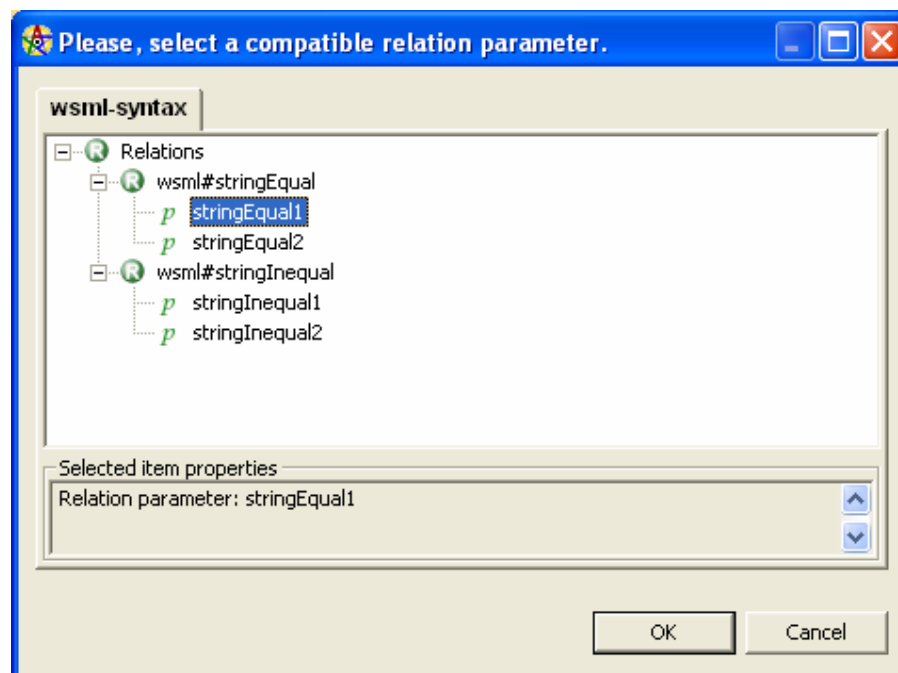 Please, select a compatible relation parameter.
wsml-syntax
Relations
wsml#stringEqual
stringEqual1
stringEqual2
wsml#stringInequal
stringInequal1
stringInequal2
Selected item properties
Relation parameter: stringEqual1
OK Cancel